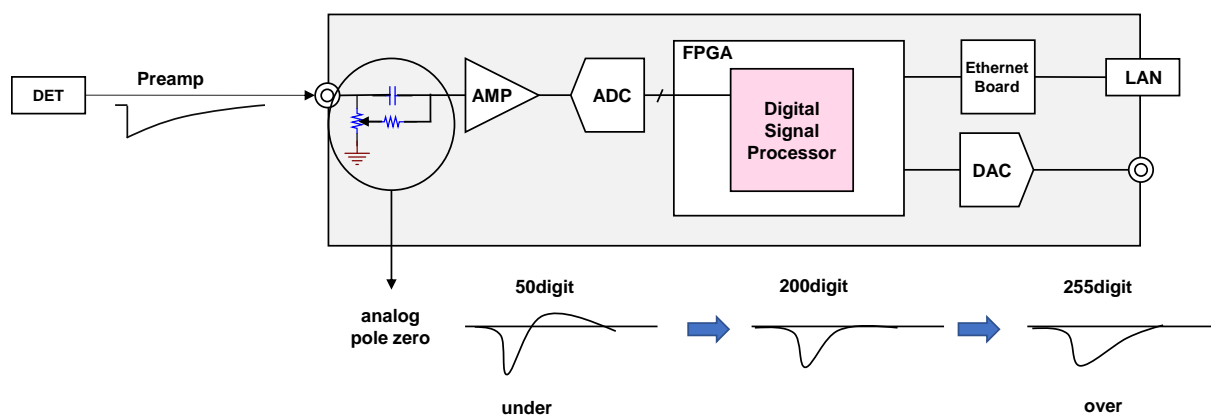 Preamp
DET
AMP
ADC
FPGA
Digital
Signal
Processor
Ethernet
Board
LAN
DAC
analog
pole zero
50digit
200digit
255digit
under
over